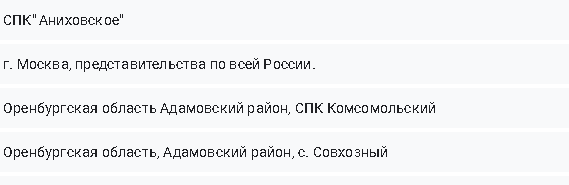 СПК"Аниховское"
г. Москва, представительства по всей России.
Оренбургская область Адамовский район, СПК Комсомольский
Оренбургская область, Адамовский район, с. Совхозный